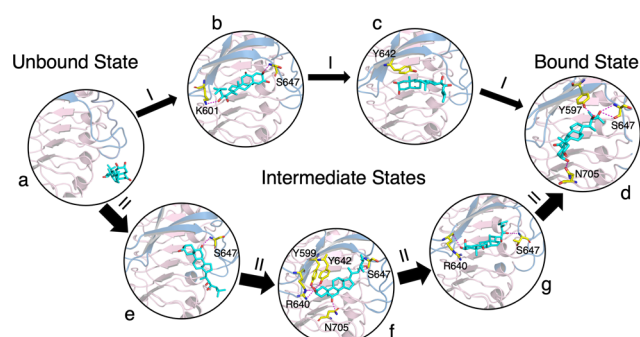 b
c
Unbound State
I
I
I
Bound State
S647
K601
Y642
Y597
S647
N705
a
d
Intermediate States
II
II
II
II
S647
e
Y599
Y642
S647
R640
N705
f
R640
S647
g